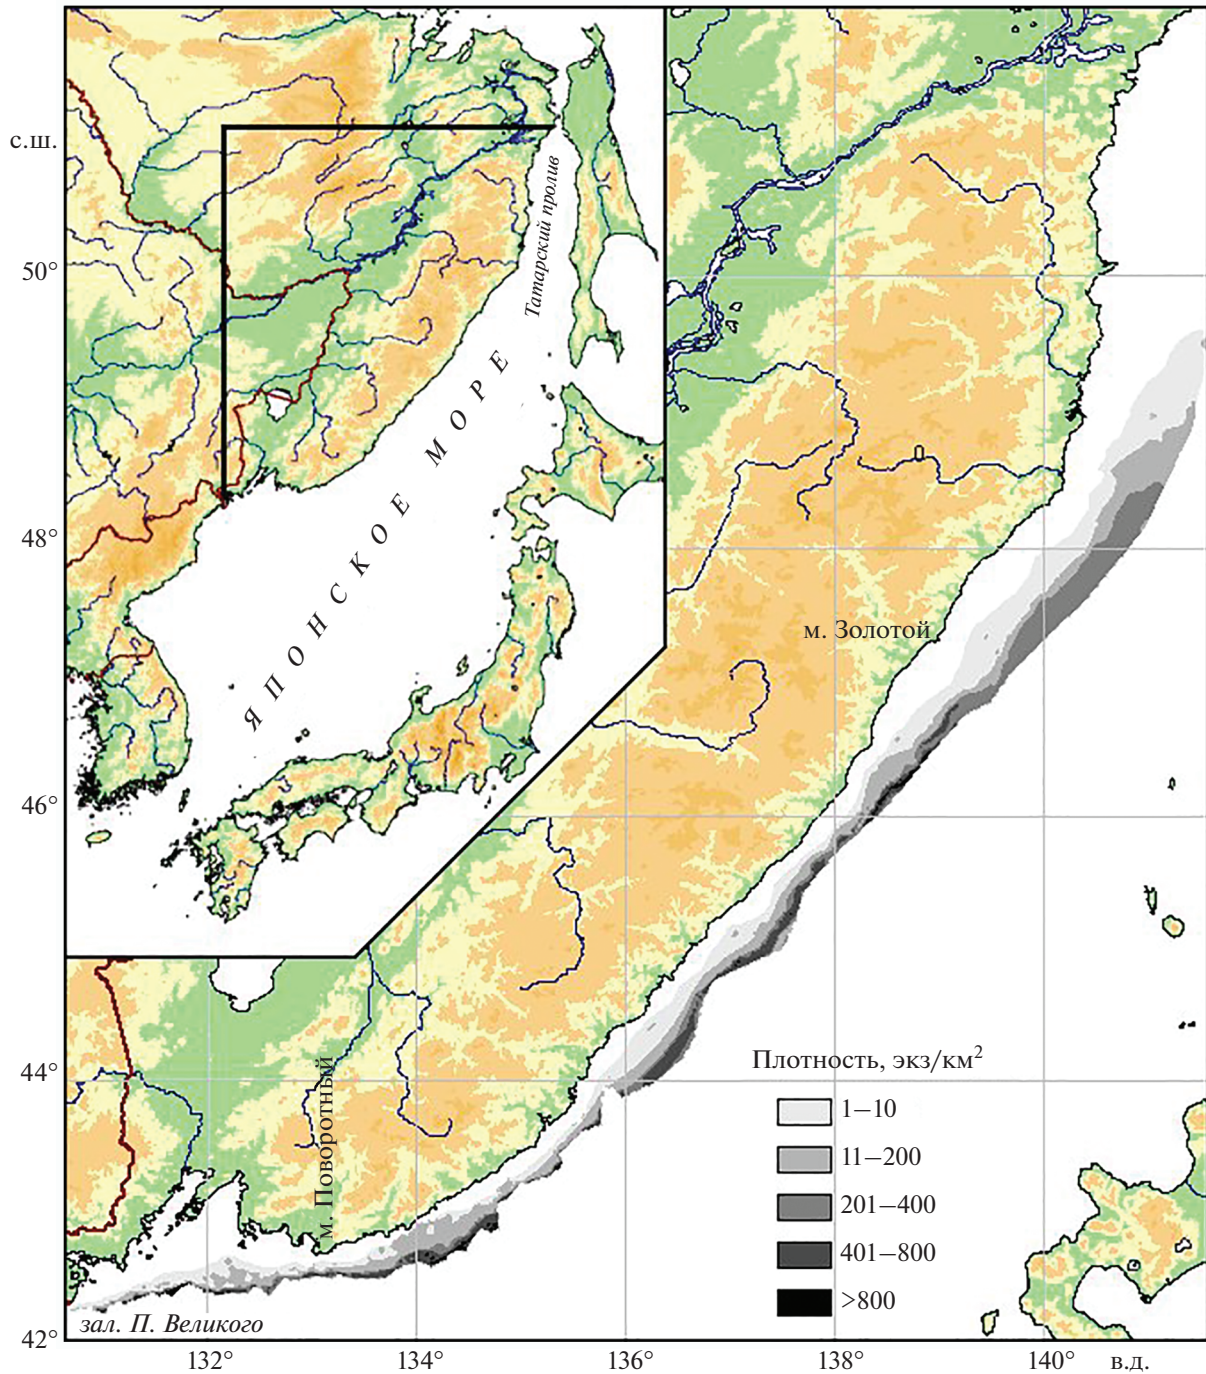 с.ш.
50°
48°
46°
44°
42°
Татарский пролив
ЯПОНСКОЕ МОРЕ
м. Золотой
м. Поворотный
зал. П. Великого
Плотность, экз/км²
1–10
11–200
201–400
401–800
>800
132°
134°
136°
138°
140°
в.д.